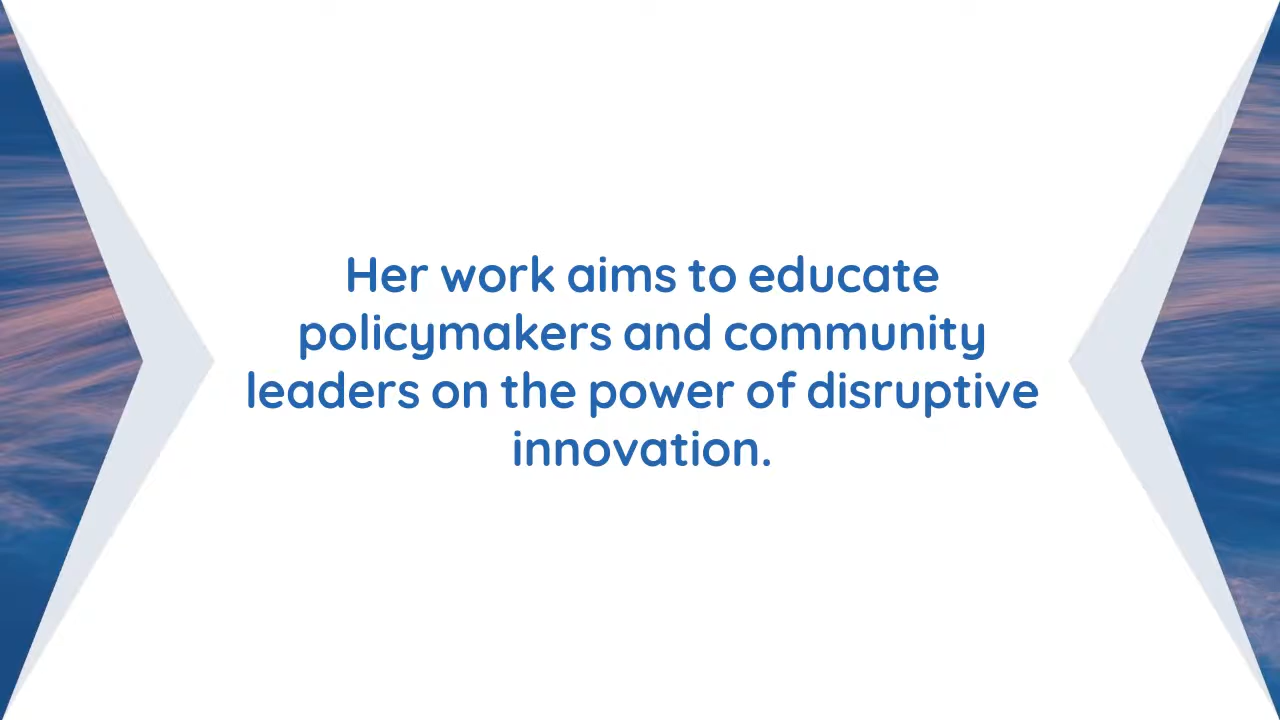 Her work aims to educate
policymakers and community
leaders on the power of disruptive
innovation.